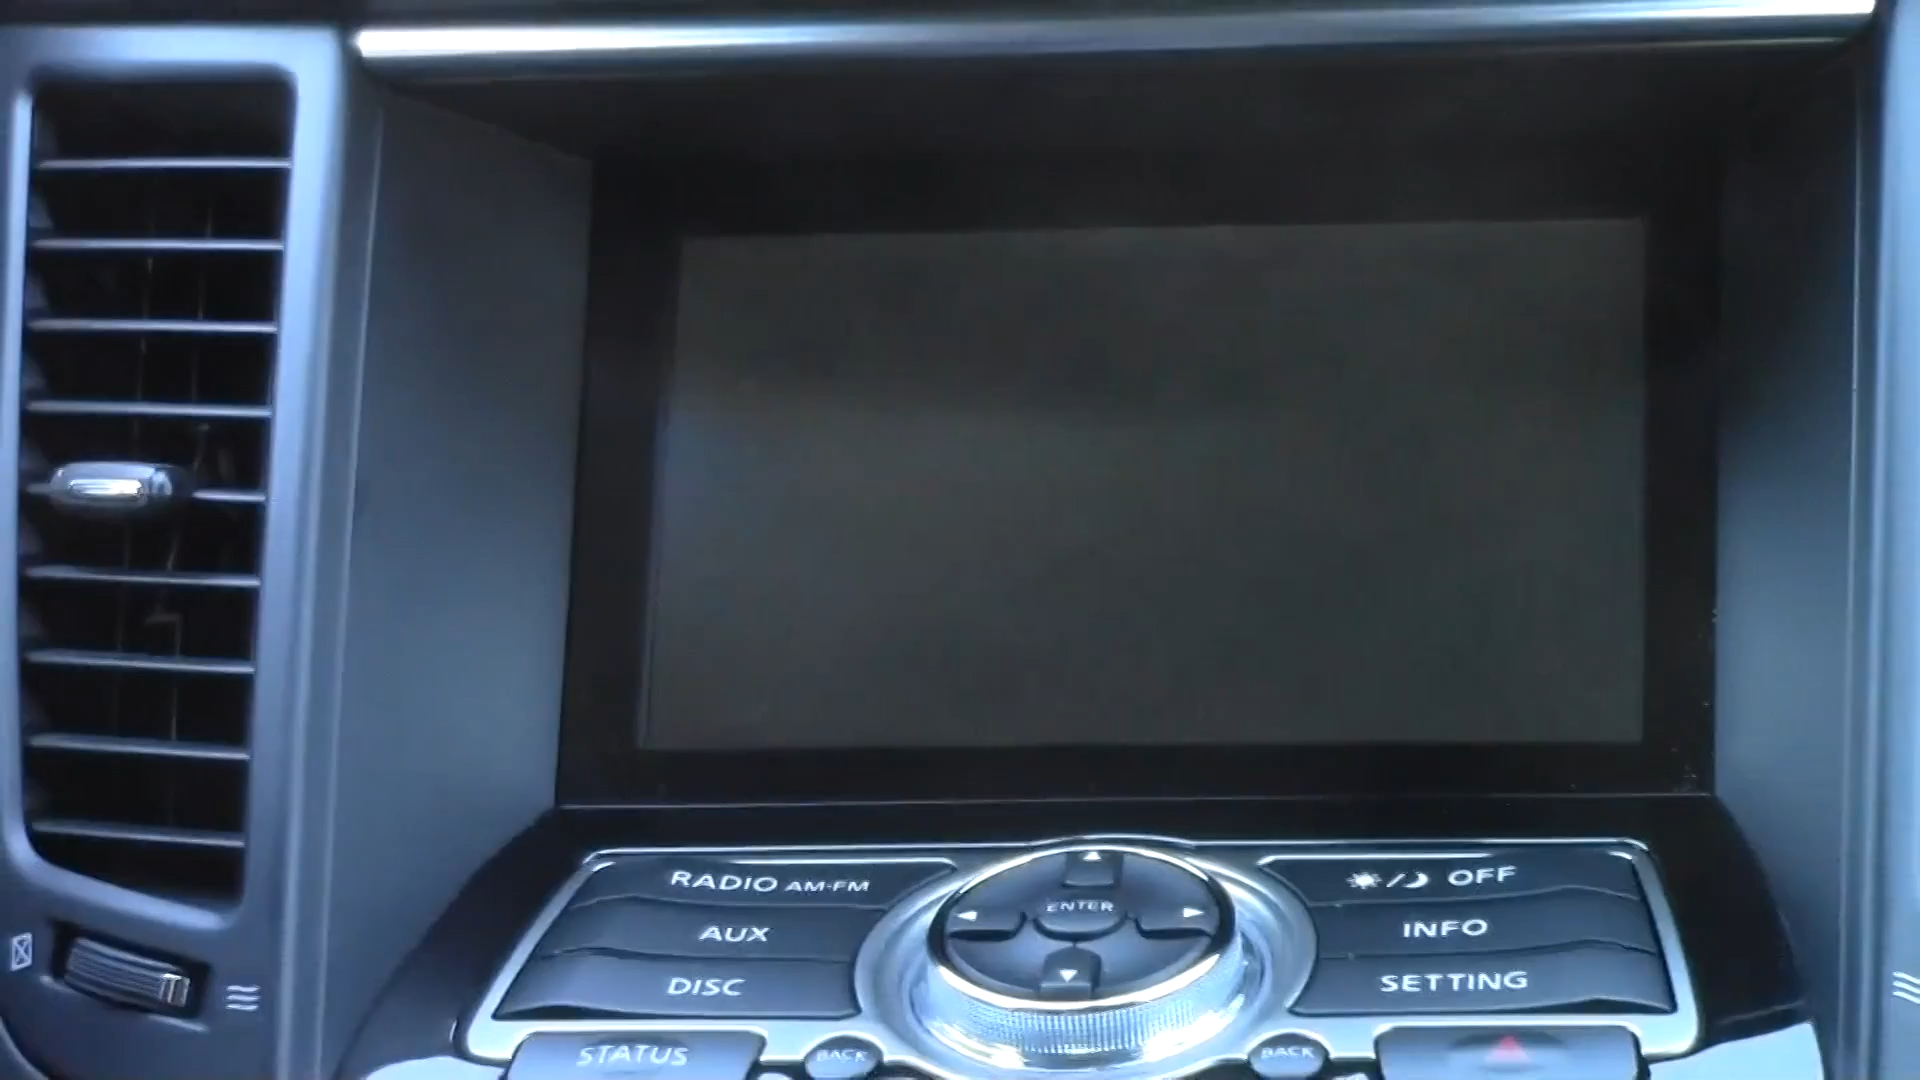 RADIO AM·FM
AUX
DISC
STATUS
BACK
ENTER
OFF
INFO
SETTING
BACK